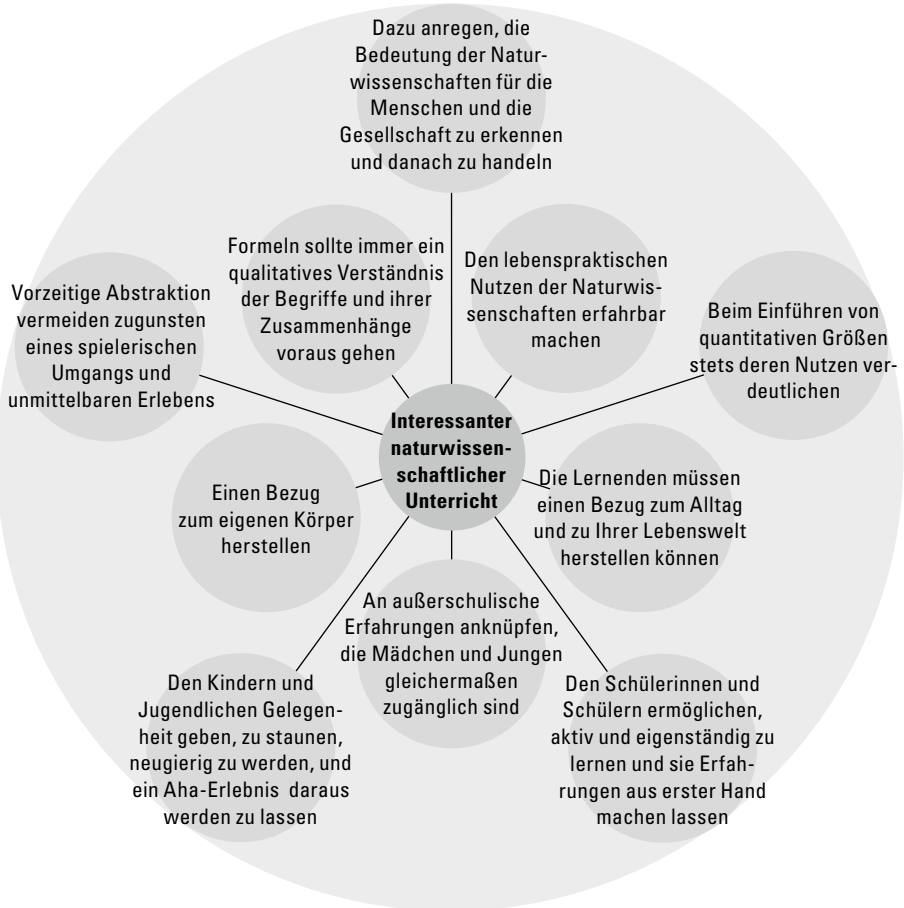 Dazu anregen, die
Bedeutung der Natur-
wissenschaften für die
Menschen und die
Gesellschaft zu erkennen
und danach zu handeln
Formeln sollte immer ein
qualitatives Verständnis
der Begriffe und ihrer
Zusammenhänge
voraus gehen
Den lebenspraktischen
Nutzen der Naturwis-
senschaften erfahrbar
machen
Vorzeitige Abstraktion
vermeiden zugunsten
eines spielerischen
Umgangs und
unmittelbaren Erlebens
Beim Einführen von
quantitativen Größen
stets deren Nutzen ver-
deutlichen
Interessanter
naturwissen-
schaftlicher
Unterricht
Einen Bezug
zum eigenen Körper
herstellen
Die Lernenden müssen
einen Bezug zum Alltag
und zu Ihrer Lebenswelt
herstellen können
An außerschulische
Erfahrungen anknüpfen,
die Mädchen und Jungen
gleichermaßen
zugänglich sind
Den Kindern und
Jugendlichen Gelegen-
heit geben, zu staunen,
neugierig zu werden, und
ein Aha-Erlebnis daraus
werden zu lassen
Den Schülerinnen und
Schülern ermöglichen,
aktiv und eigenständig zu
lernen und sie Erfah-
rungen aus erster Hand
machen lassen